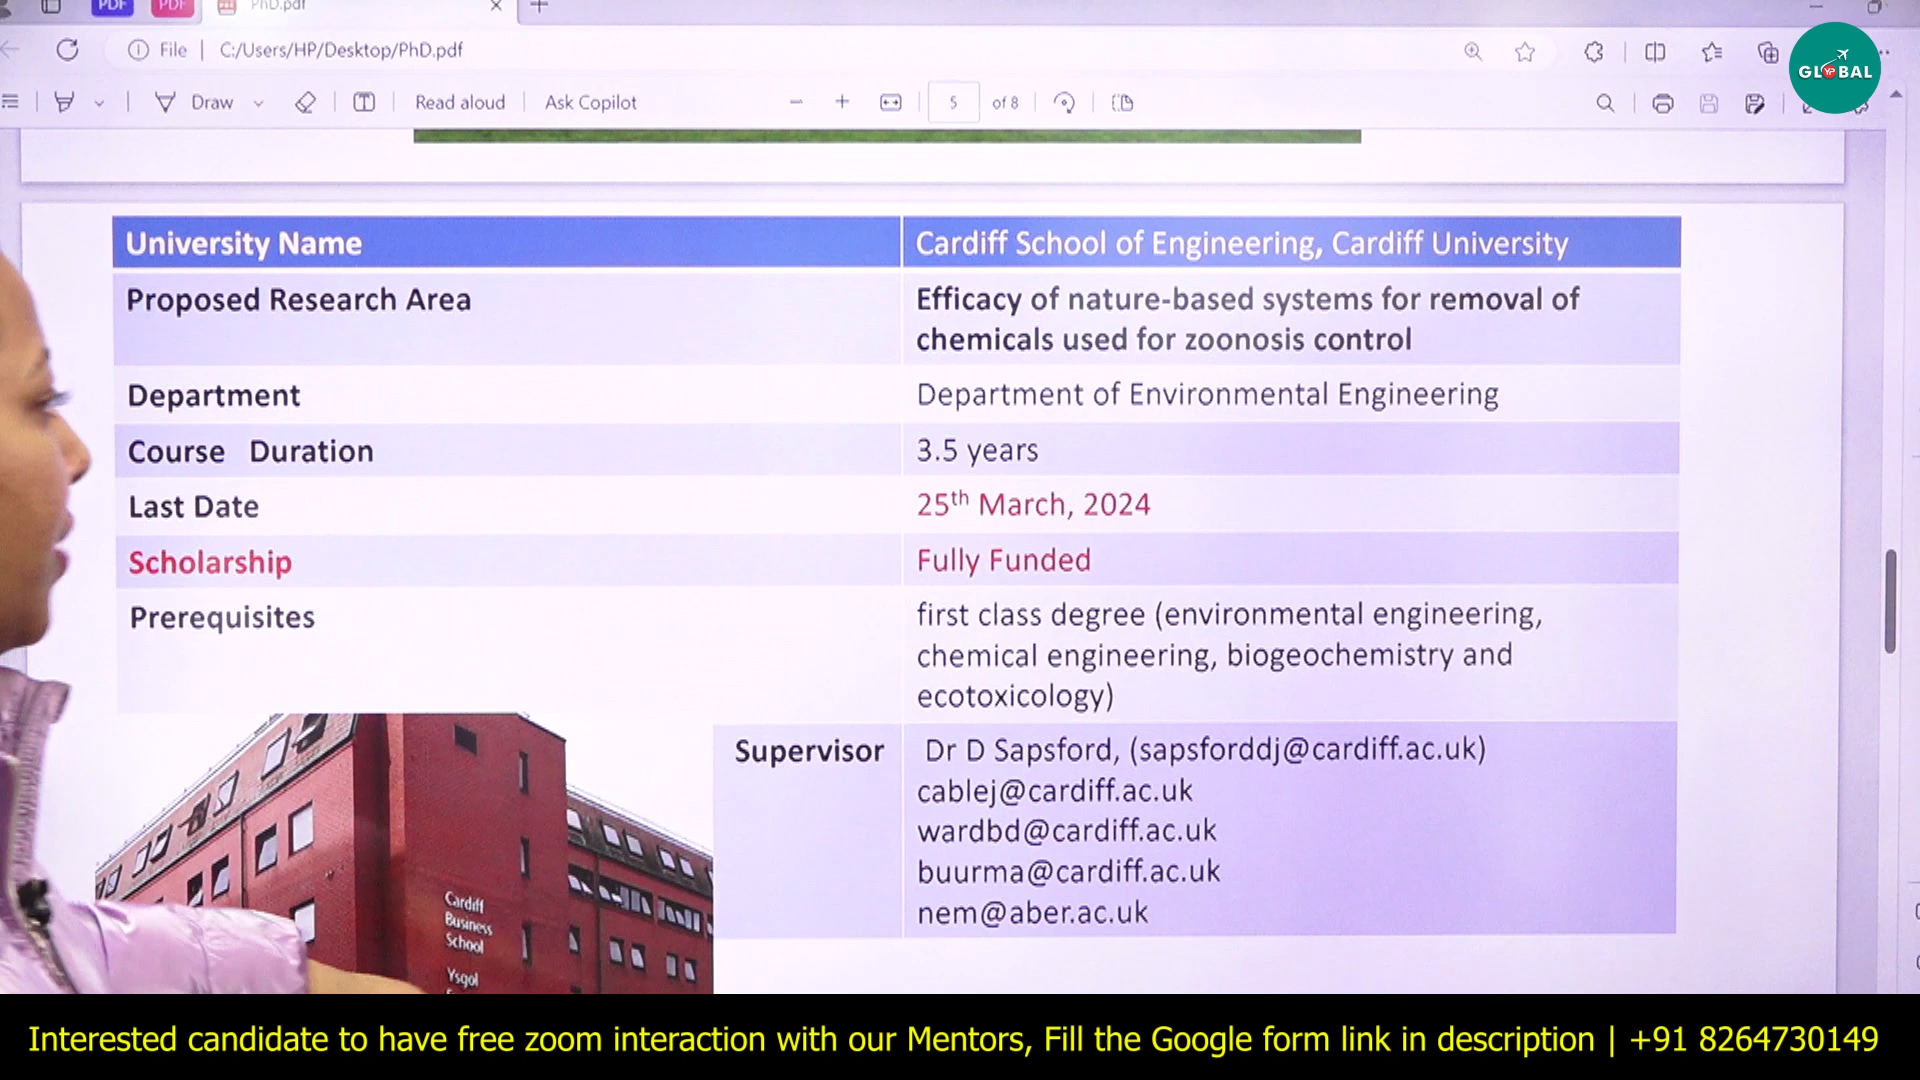 PDF
PDF
PhD.pdf
File
C:/Users/HP/Desktop/PhD.pdf
GLOBAL
YP
Draw
Read aloud
Ask Copilot
5
of 8
University Name
Cardiff School of Engineering, Cardiff University
Proposed Research Area
Efficacy of nature-based systems for removal of
chemicals used for zoonosis control
Department
Department of Environmental Engineering
Course Duration
3.5 years
Last Date
25th March, 2024
Scholarship
Fully Funded
Prerequisites
first class degree (environmental engineering,
chemical engineering, biogeochemistry and
ecotoxicology)
Supervisor
Dr D Sapsford, (sapsforddj@cardiff.ac.uk)
cablej@cardiff.ac.uk
wardbd@cardiff.ac.uk
buurma@cardiff.ac.uk
nem@aber.ac.uk
Cardiff
Business
School
Ysgol
Interested candidate to have free zoom interaction with our Mentors, Fill the Google form link in description | +91 8264730149